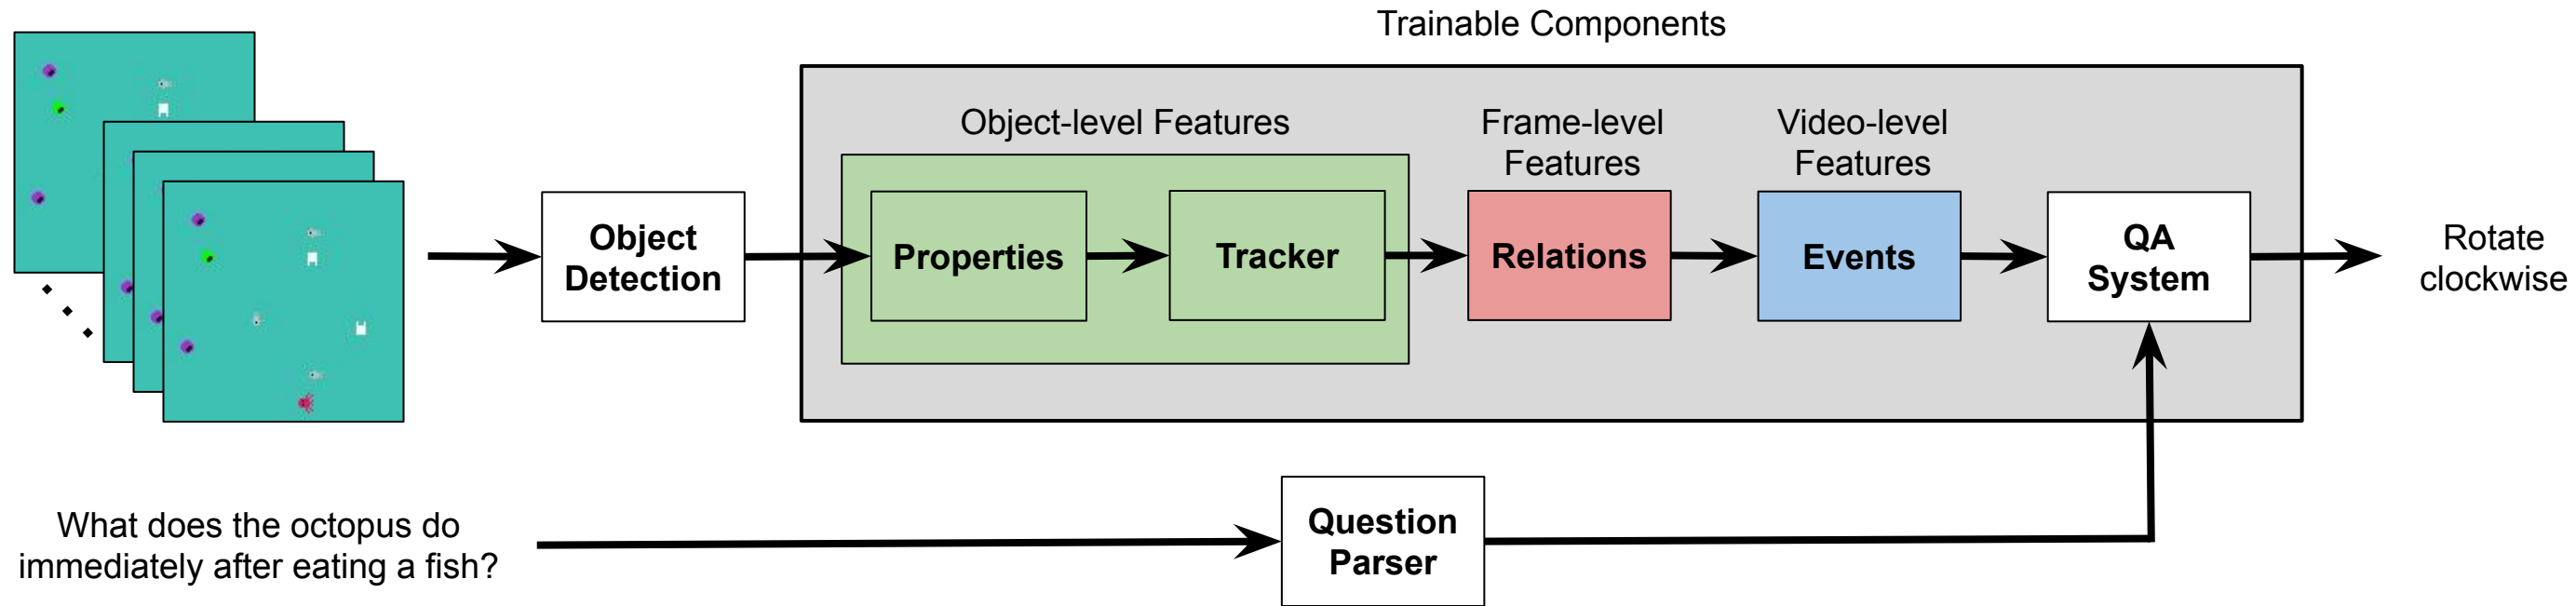 Trainable Components
Object-level Features
Frame-level
Features
Video-level
Features
Object
Detection
Properties
Tracker
Relations
Events
QA
System
Rotate
clockwise
What does the octopus do
immediately after eating a fish?
Question
Parser